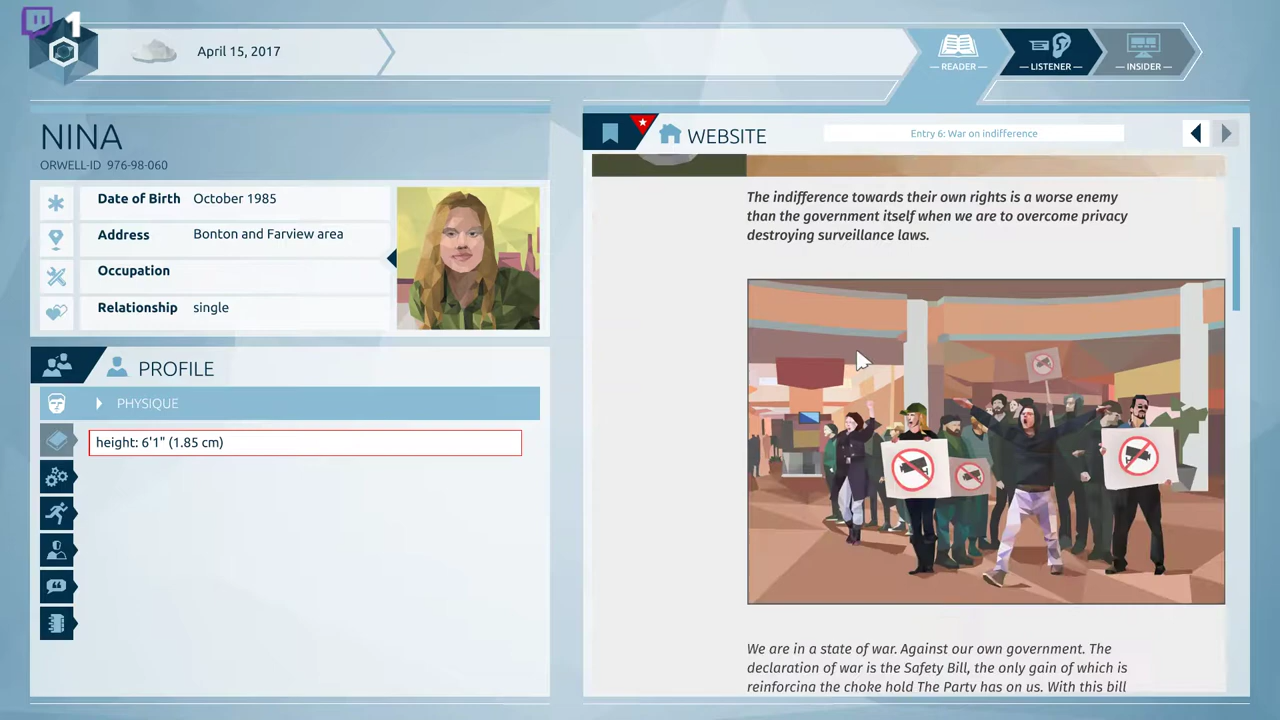 1
April 15, 2017
— READER —
— LISTENER —
— INSIDER —
NINA
ORWELL-ID 976-98-060
Date of Birth October 1985
Address Bonton and Farview area
Occupation
Relationship single
PROFILE
PHYSIQUE
height: 6'1" (1.85 cm)
WEBSITE
Entry 6: War on indifference
The indifference towards their own rights is a worse enemy
than the government itself when we are to overcome privacy
destroying surveillance laws.
We are in a state of war. Against our own government. The
declaration of war is the Safety Bill, the only gain of which is
reinforcing the choke hold The Party has on us. With this bill